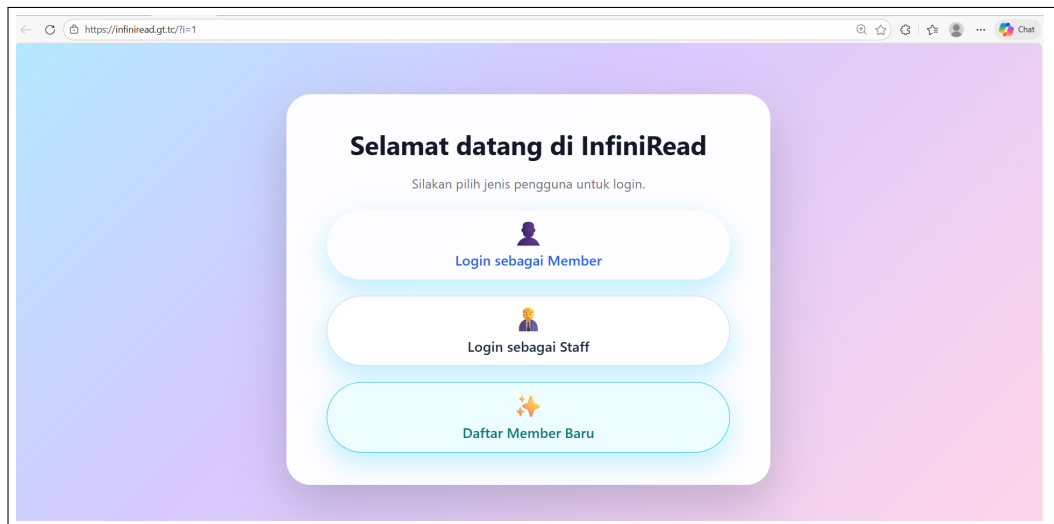 https://infiniread.gt.tc/?i=1
Chat
Selamat datang di InfiniRead
Silakan pilih jenis pengguna untuk login.
Login sebagai Member
Login sebagai Staff
Daftar Member Baru